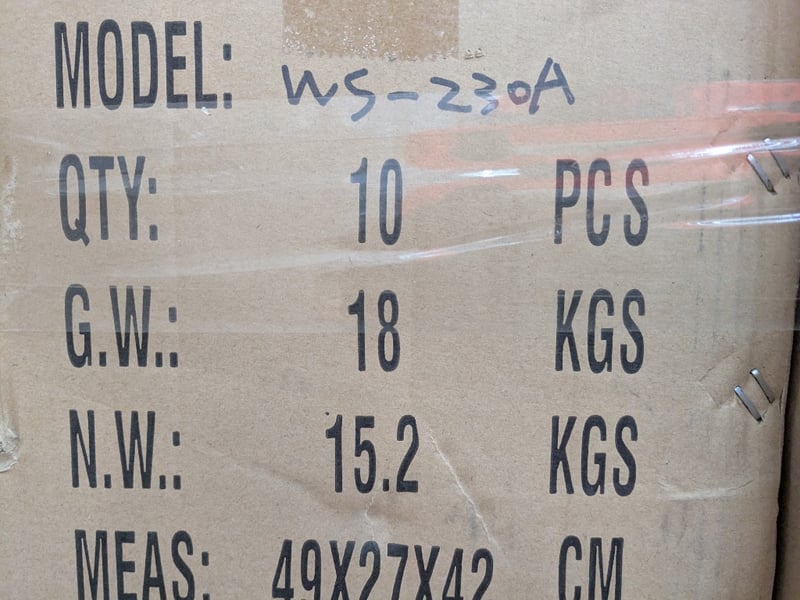 MODEL: WS-230A
QTY: 10 PCS
G.W.: 18 KGS
N.W.: 15.2 KGS
MEAS: 49X27X42 CM